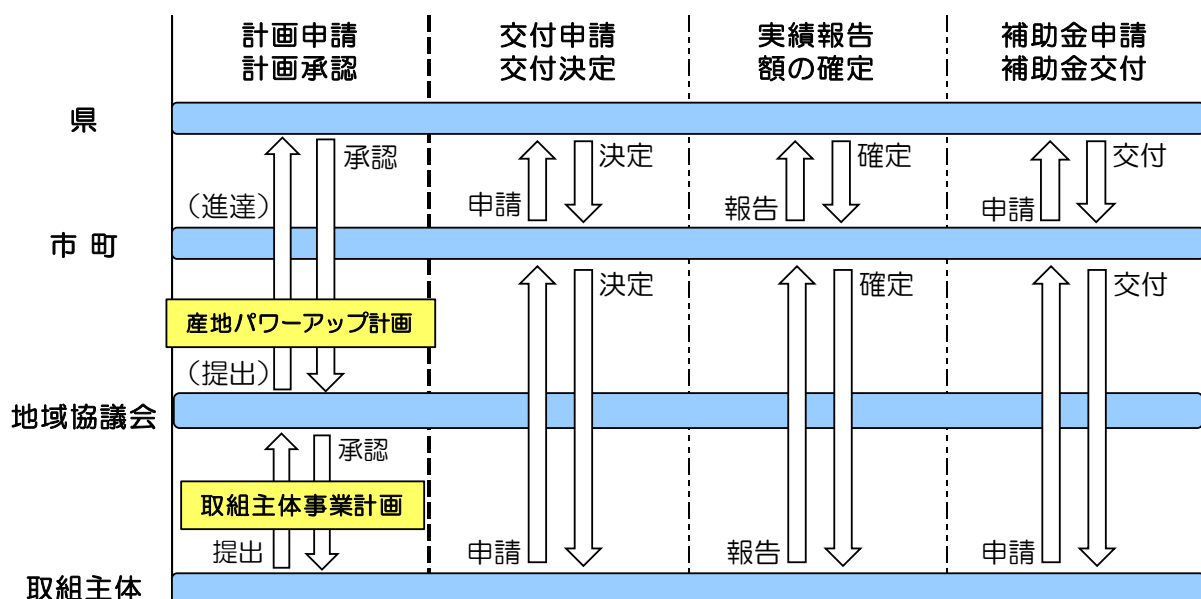 計画申請
計画承認
交付申請
交付決定
実績報告
額の確定
補助金申請
補助金交付
県
承認
決定
確定
交付
（進達）
申請
報告
申請
市 町
決定
確定
交付
産地パワーアップ計画
（提出）
地域協議会
承認
取組主体事業計画
提出
申請
報告
申請
取組主体